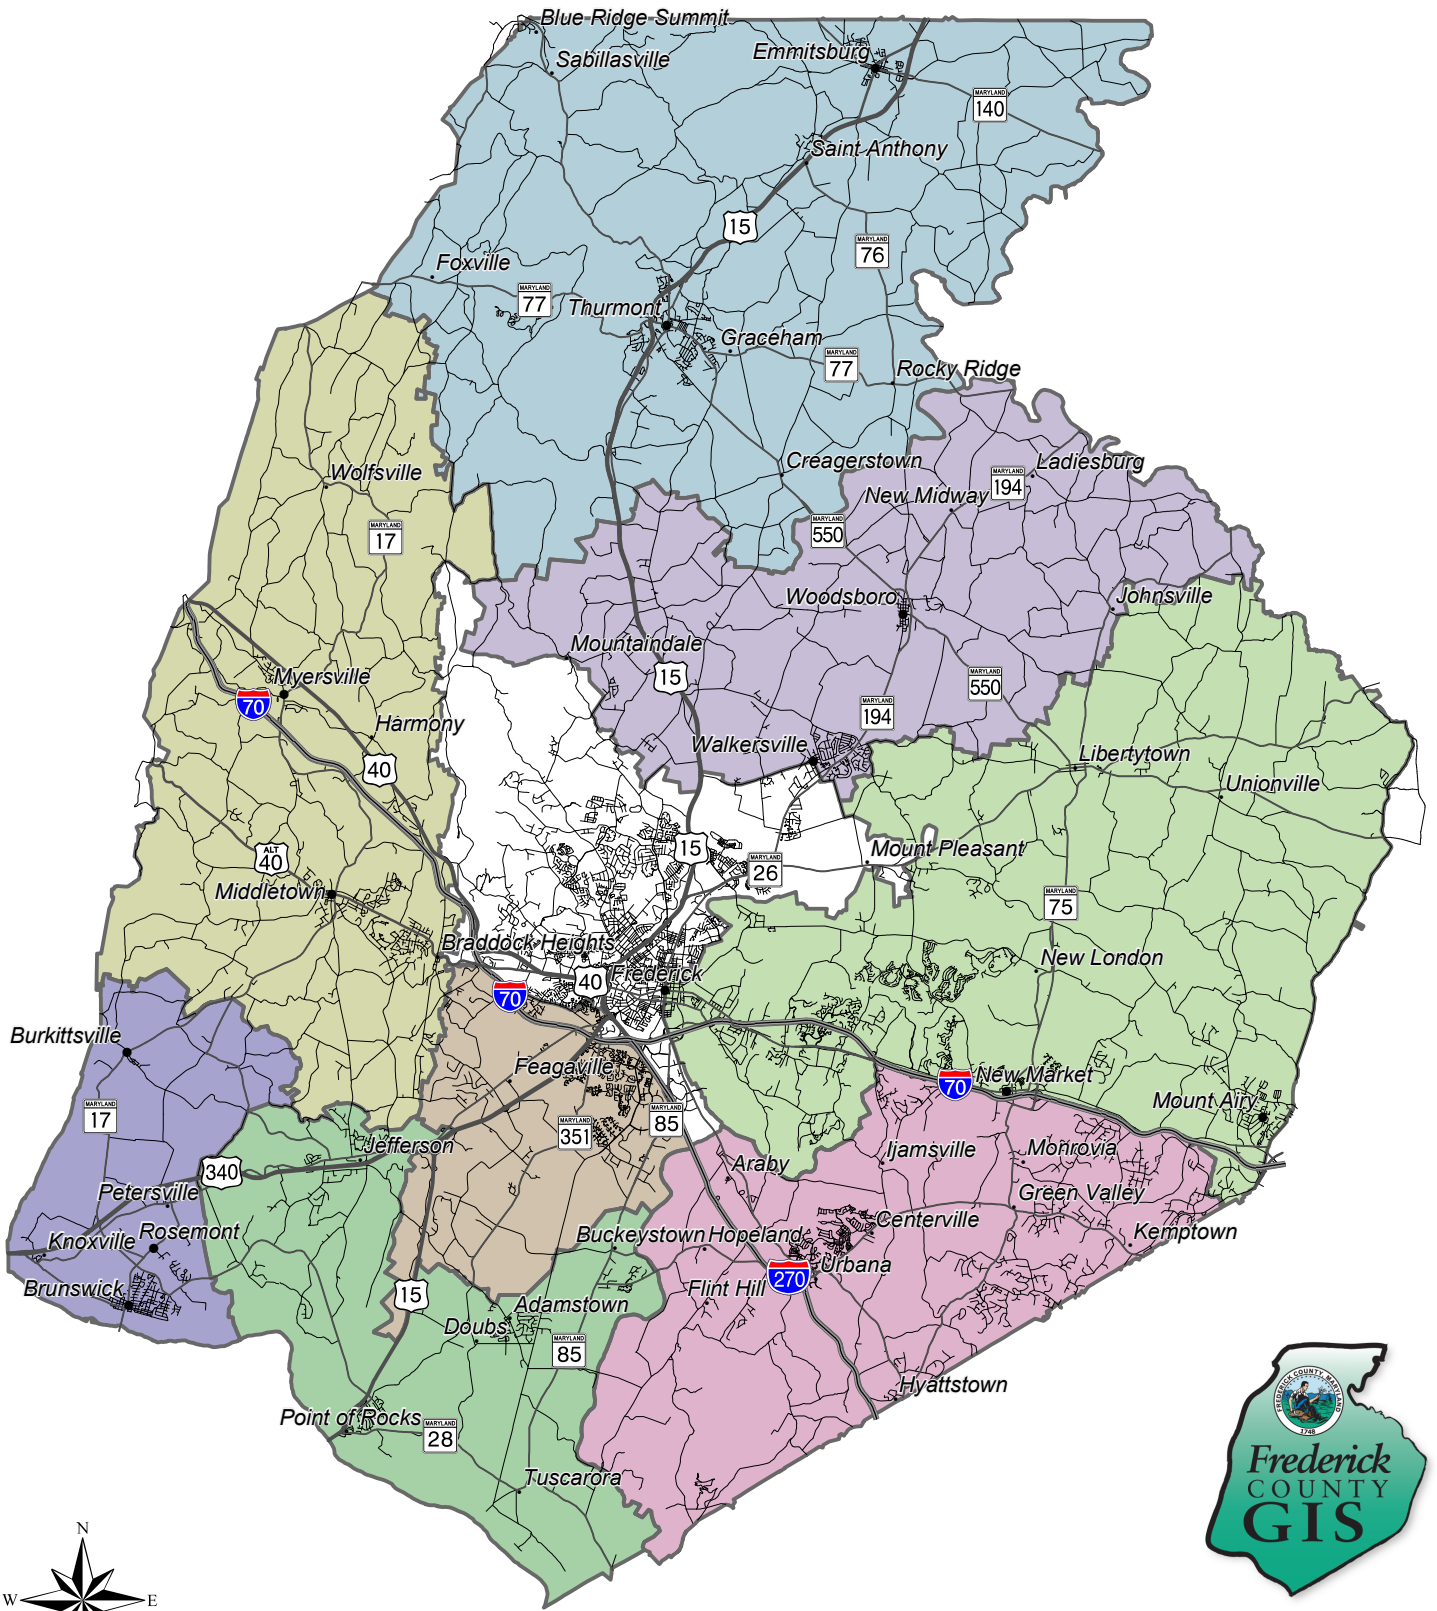 Blue Ridge Summit
Emmitsburg
Sabillasville
MARYLAND
140
Saint Anthony
15
MARYLAND
76
Foxville
MARYLAND
77
Thurmont
Graceham
MARYLAND
77
Rocky Ridge
Creagerstown
Ladiesburg
MARYLAND
194
New Midway
Wolfsville
MARYLAND
17
MARYLAND
550
Woodsboro
Johnsville
Mountaindale
15
MARYLAND
550
Myersville
70
MARYLAND
194
Harmony
Walkersville
Libertytown
40
Unionville
ALT
40
15
Mount Pleasant
MARYLAND
26
Middletown
MARYLAND
75
Braddock Heights
New London
Frederick
40
70
Burkittsville
Feagaville
70
New Market
Mount Airy
MARYLAND
17
MARYLAND
351
MARYLAND
85
Jefferson
Ijamsville
Monrovia
Araby
340
Petersville
Green Valley
Centerville
Knoxville
Rosemont
Buckeystown
Hopeland
Kemptown
Urbana
270
Brunswick
Flint Hill
15
Adamstown
Doubs
MARYLAND
85
Hyattstown
Point of Rocks
MARYLAND
28
Tuscarora
FREDERICK COUNTY, MARYLAND
1748
Frederick
COUNTY
GIS
N
W
E